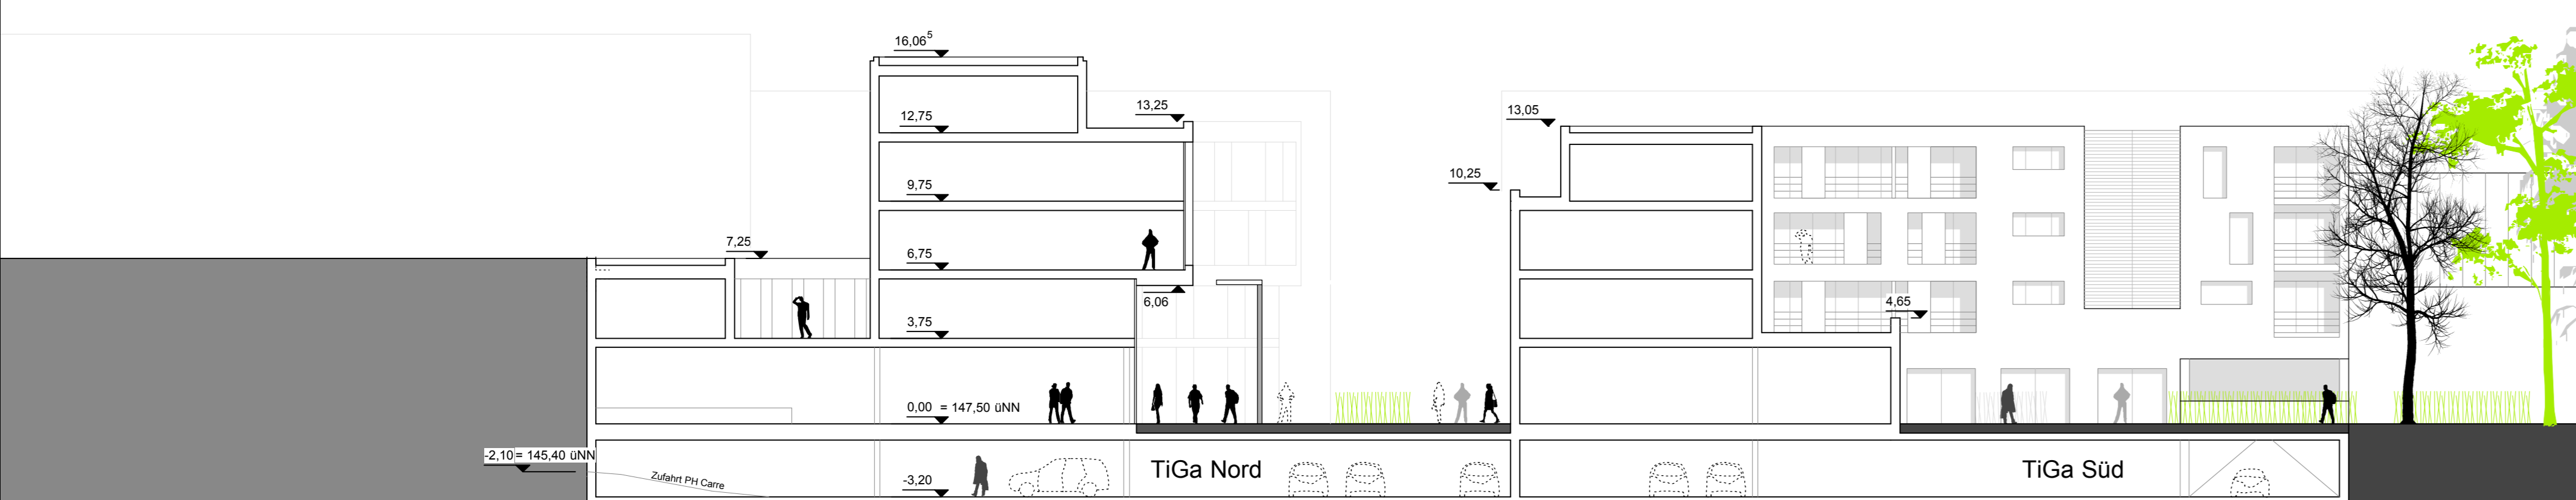 16,06⁵
13,25
12,75
13,05
10,25
9,75
7,25
6,75
6,06
4,65
3,75
0,00 = 147,50 üNN
-2,10 = 145,40 üNN
Zufahrt PH Carre
TiGa Nord
TiGa Süd
-3,20